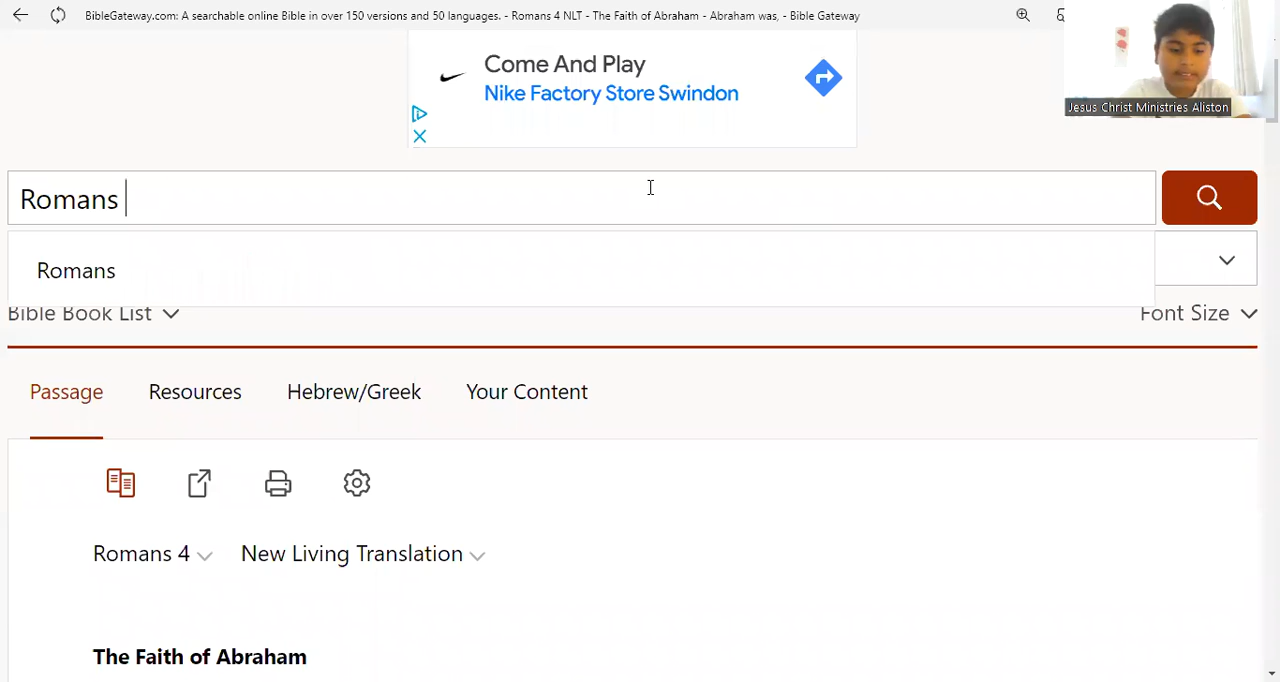 BibleGateway.com: A searchable online Bible in over 150 versions and 50 languages. - Romans 4 NLT - The Faith of Abraham - Abraham was, - Bible Gateway
Come And Play
Nike Factory Store Swindon
Jesus Christ Ministries Aliston
Romans
Romans
Bible Book List
Font Size
Passage
Resources
Hebrew/Greek
Your Content
Romans 4
New Living Translation
The Faith of Abraham